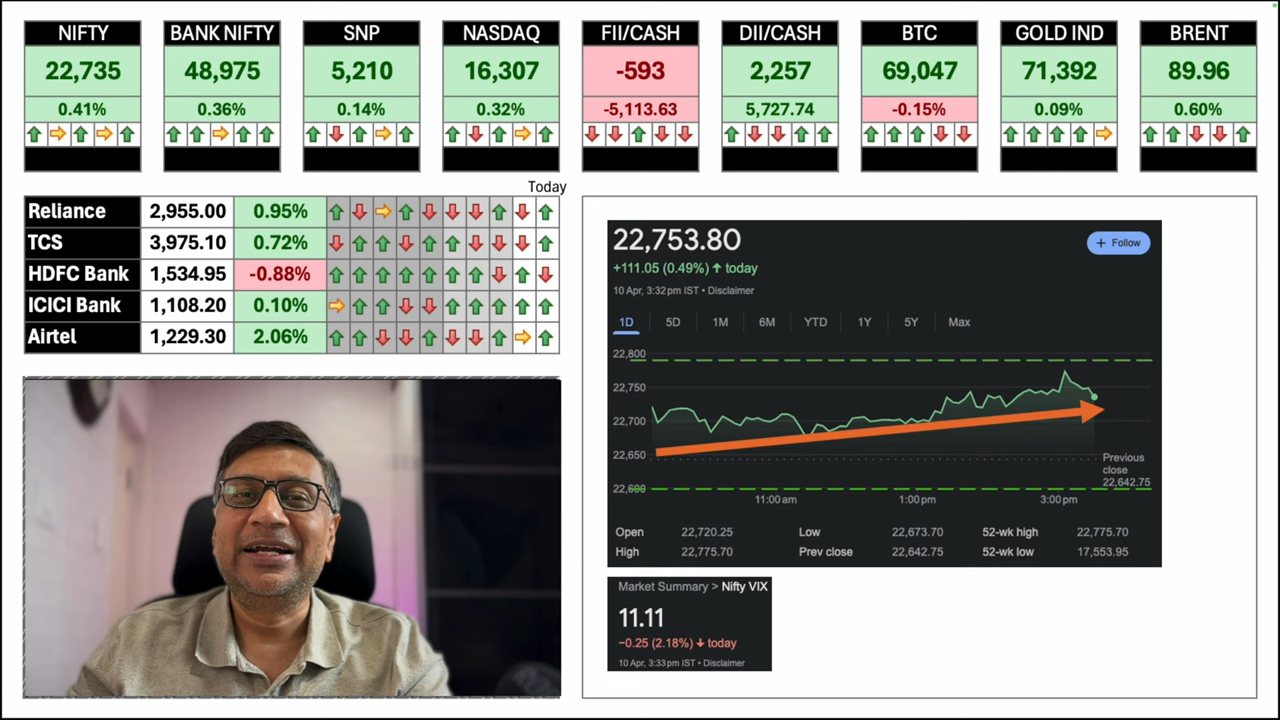 NIFTY BANK NIFTY SNP NASDAQ FII/CASH DII/CASH BTC GOLD IND BRENT
22,735 48,975 5,210 16,307 -593 2,257 69,047 71,392 89.96
0.41% 0.36% 0.14% 0.32% -5,113.63 5,727.74 -0.15% 0.09% 0.60%
Today
Reliance 2,955.00 0.95%
TCS 3,975.10 0.72%
HDFC Bank 1,534.95 -0.88%
ICICI Bank 1,108.20 0.10%
Airtel 1,229.30 2.06%
22,753.80
+ Follow
+111.05 (0.49%) today
10 Apr, 3:32 pm IST • Disclaimer
1D 5D 1M 6M YTD 1Y 5Y Max
22,800
22,750
22,700
22,650
22,600
Previous
close
22,642.75
11:00 am 1:00 pm 3:00 pm
Open 22,720.25 Low 22,673.70 52-wk high 22,775.70
High 22,775.70 Prev close 22,642.75 52-wk low 17,553.95
Market Summary > Nifty VIX
11.11
−0.25 (2.18%) today
10 Apr, 3:33 pm IST • Disclaimer